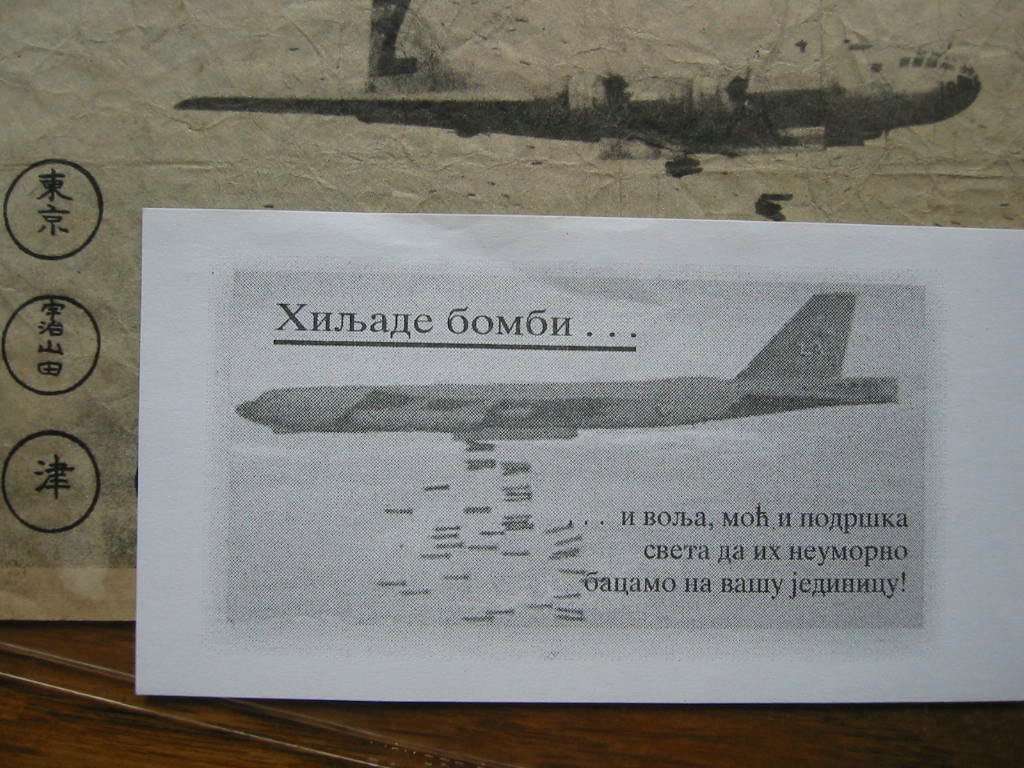 東京
宇治山田
津
Хиљаде бомби . . .
. . . и воља, моћ и подршка
света да их неуморно
бацамо на вашу јединицу!